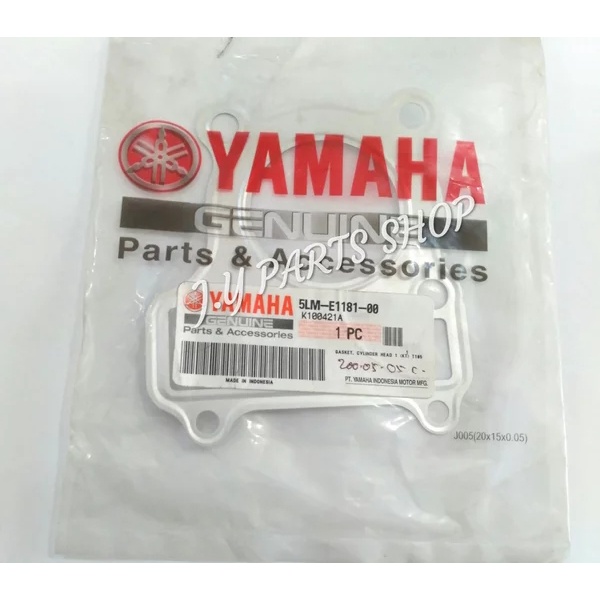 YAMAHA
GENUINE
Parts & Accessories
J.U PARTS SHOP
YAMAHA
GENUINE
Parts & Accessories
MADE IN INDONESIA
5LM-E1181-00
K100421A
1 PC
GASKET, CYLINDER HEAD 1
PT. YAMAHA INDONESIA MOTOR MFG.
J005(20x15x0.05)